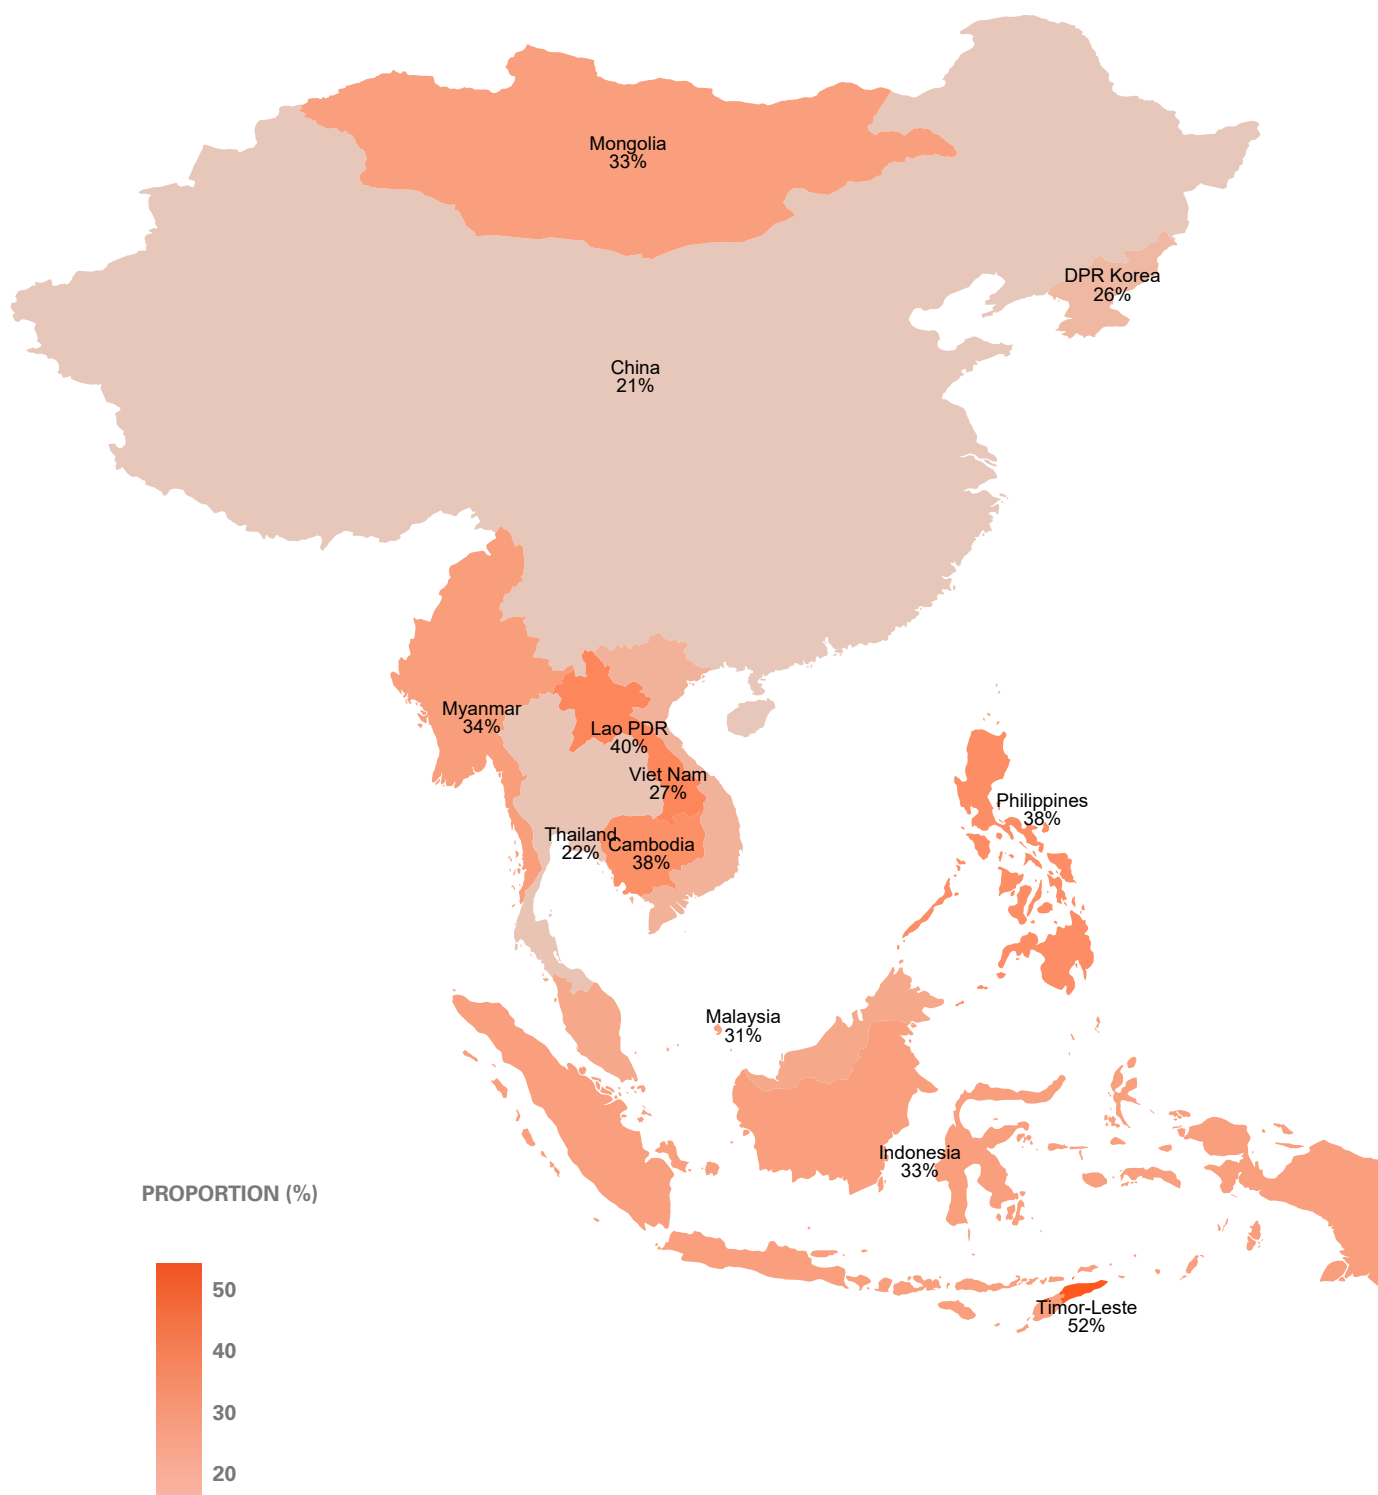 Mongolia
33%
DPR Korea
26%
China
21%
Myanmar
34%
Lao PDR
40%
Viet Nam
27%
Philippines
38%
Thailand
22%
Cambodia
38%
Malaysia
31%
Indonesia
33%
PROPORTION (%)
50
40
30
20
Timor-Leste
52%